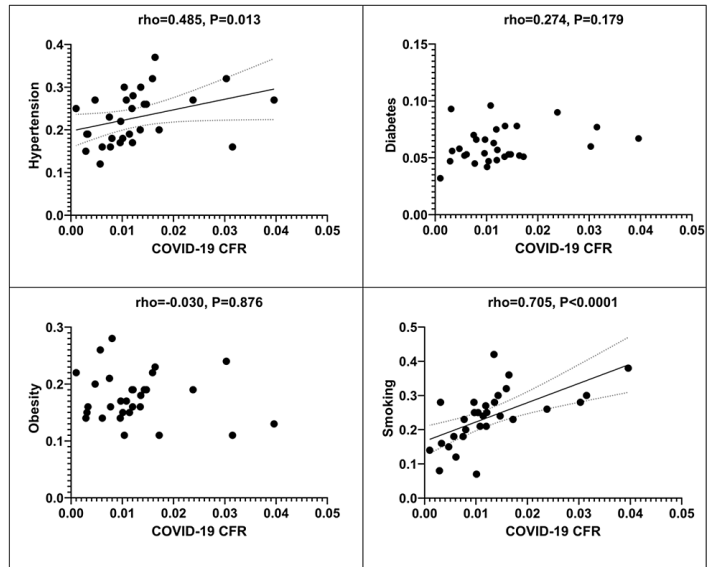 rho=0.485, P=0.013
0.4
0.3
0.2
0.1
0.0
Hypertension
0.00 0.01 0.02 0.03 0.04 0.05
COVID-19 CFR
rho=0.274, P=0.179
0.15
0.10
0.05
0.00
Diabetes
0.00 0.01 0.02 0.03 0.04 0.05
COVID-19 CFR
rho=-0.030, P=0.876
0.3
0.2
0.1
0.0
Obesity
0.00 0.01 0.02 0.03 0.04 0.05
COVID-19 CFR
rho=0.705, P<0.0001
0.5
0.4
0.3
0.2
0.1
0.0
Smoking
0.00 0.01 0.02 0.03 0.04 0.05
COVID-19 CFR